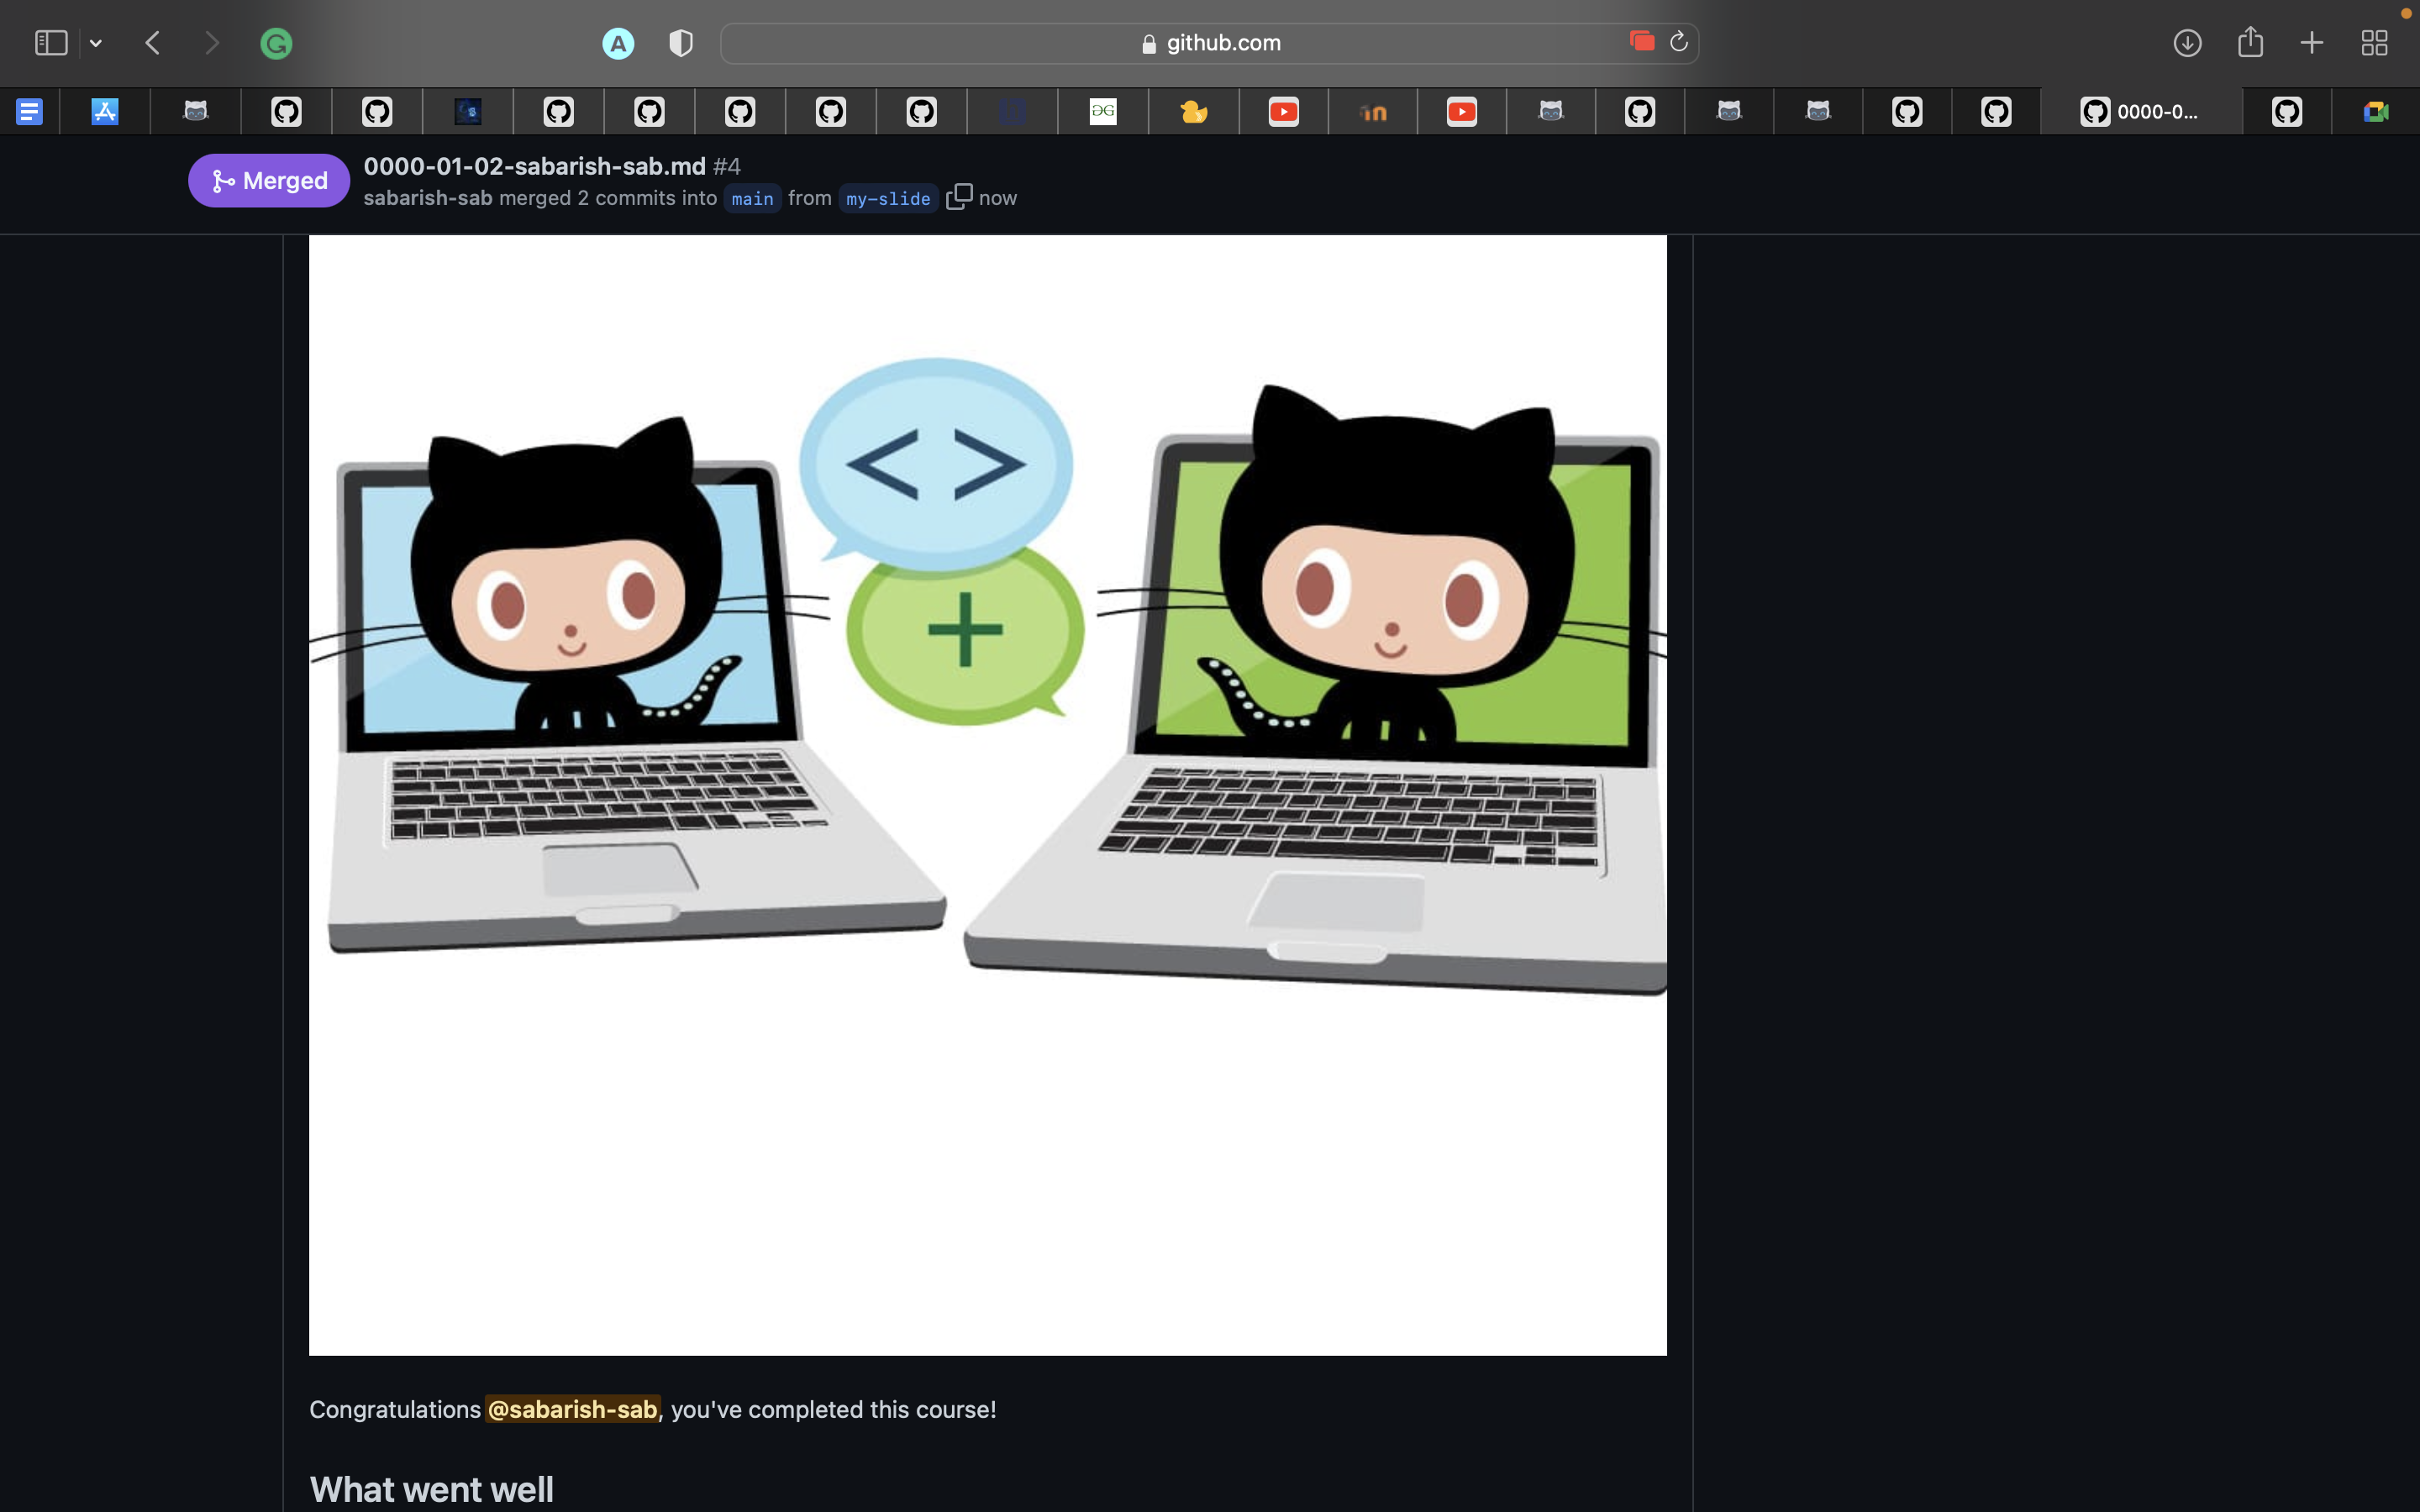 github.com
0000-0...
Merged
0000-01-02-sabarish-sab.md #4
sabarish-sab merged 2 commits into main from my-slide now
< >
+
Congratulations @sabarish-sab, you've completed this course!
What went well